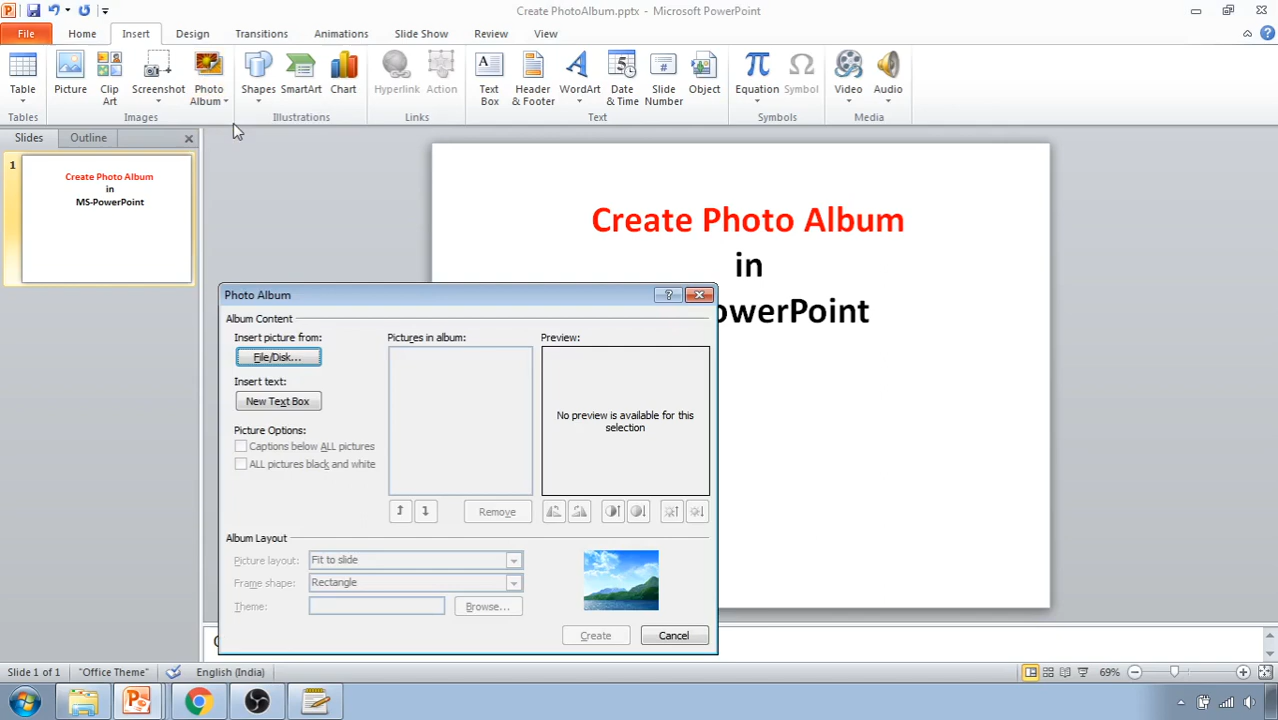 Create PhotoAlbum.pptx - Microsoft PowerPoint
File Home Insert Design Transitions Animations Slide Show Review View
Table
Picture
Clip Art
Screenshot
Photo Album
Shapes
SmartArt
Chart
Hyperlink
Action
Text Box
Header & Footer
WordArt
Date & Time
Slide Number
Object
Equation
Symbol
Video
Audio
Tables Images Illustrations Links Text Symbols Media
Slides Outline
1
Create Photo Album
in
MS-PowerPoint
Create Photo Album
in
owerPoint
Photo Album
Album Content
Insert picture from:
File/Disk...
Insert text:
New Text Box
Picture Options:
Captions below ALL pictures
ALL pictures black and white
Pictures in album:
Preview:
No preview is available for this
selection
Remove
Album Layout
Picture layout: Fit to slide
Frame shape: Rectangle
Theme: Browse...
Create Cancel
Slide 1 of 1 "Office Theme" English (India) 69%